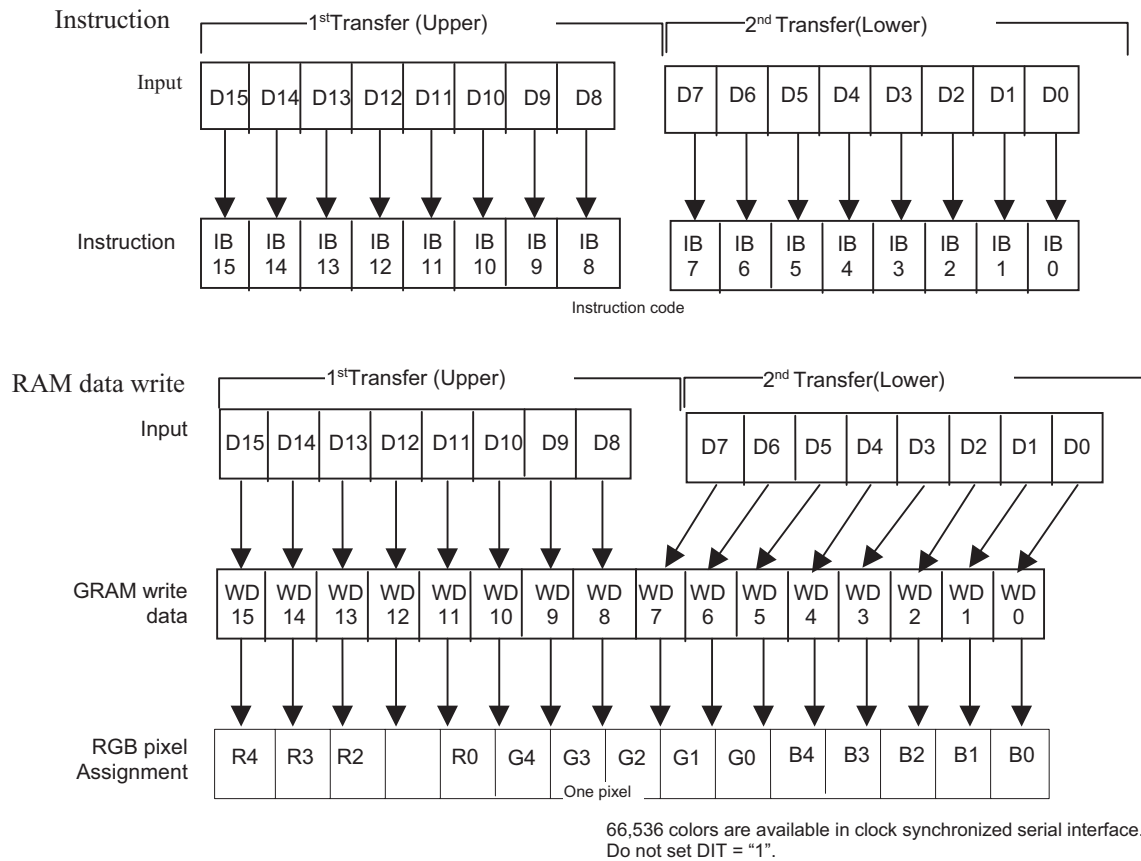 Instruction
1st Transfer (Upper)
2nd Transfer(Lower)
Input
D15 D14 D13 D12 D11 D10 D9 D8 D7 D6 D5 D4 D3 D2 D1 D0
Instruction
IB 15 IB 14 IB 13 IB 12 IB 11 IB 10 IB 9 IB 8 IB 7 IB 6 IB 5 IB 4 IB 3 IB 2 IB 1 IB 0
Instruction code
RAM data write
1st Transfer (Upper)
2nd Transfer(Lower)
Input
D15 D14 D13 D12 D11 D10 D9 D8 D7 D6 D5 D4 D3 D2 D1 D0
GRAM write
data
WD 15 WD 14 WD 13 WD 12 WD 11 WD 10 WD 9 WD 8 WD 7 WD 6 WD 5 WD 4 WD 3 WD 2 WD 1 WD 0
RGB pixel
Assignment
R4 R3 R2 R0 G4 G3 G2 G1 G0 B4 B3 B2 B1 B0
One pixel
66,536 colors are available in clock synchronized serial interface.
Do not set DIT = “1”.